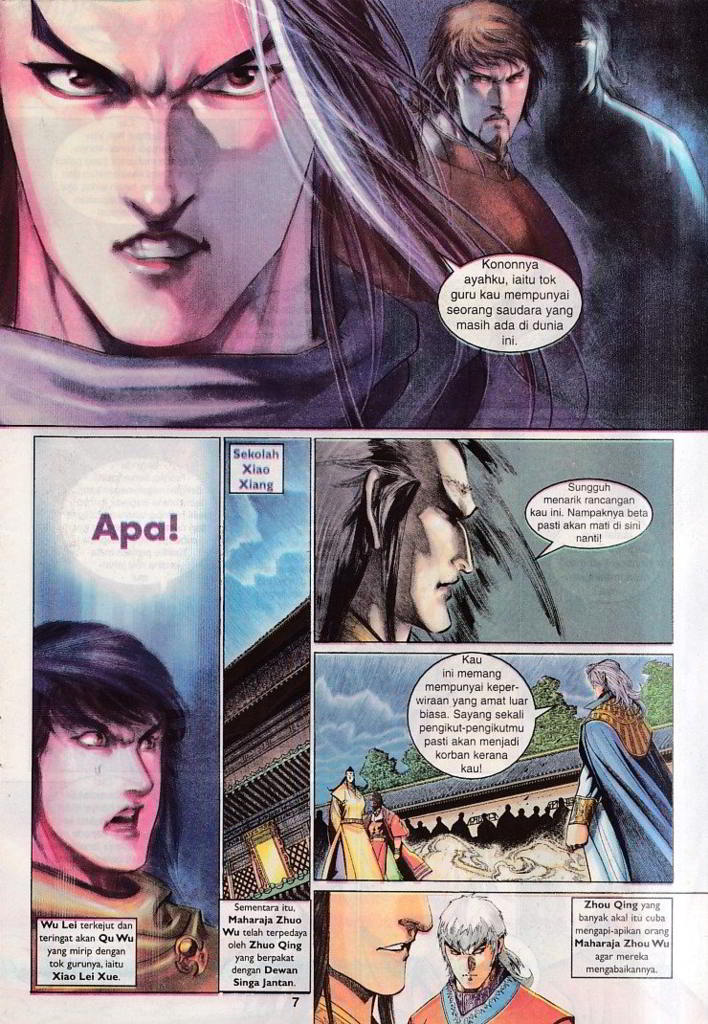 Kononnya
ayahku, iaitu tok
guru kau mempunyai
seorang saudara yang
masih ada di dunia
ini.
Apa!
Wu Lei terkejut dan
teringat akan Qu Wu
yang mirip dengan
tok gurunya, iaitu
Xiao Lei Xue.
Sekolah
Xiao
Xiang
Sementara itu,
Maharaja Zhuo
Wu telah terpedaya
oleh Zhuo Qing
yang berpakat
dengan Dewan
Singa Jantan.
Sungguh
menarik rancangan
kau ini. Nampaknya beta
pasti akan mati di sini
nanti!
Kau
ini memang
mempunyai keper-
wiraan yang amat luar
biasa. Sayang sekali
pengikut-pengikutmu
pasti akan menjadi
korban kerana
kau!
Zhou Qing yang
banyak akal itu cuba
mengapi-apikan orang
Maharaja Zhou Wu
agar mereka
mengabaikannya.
7